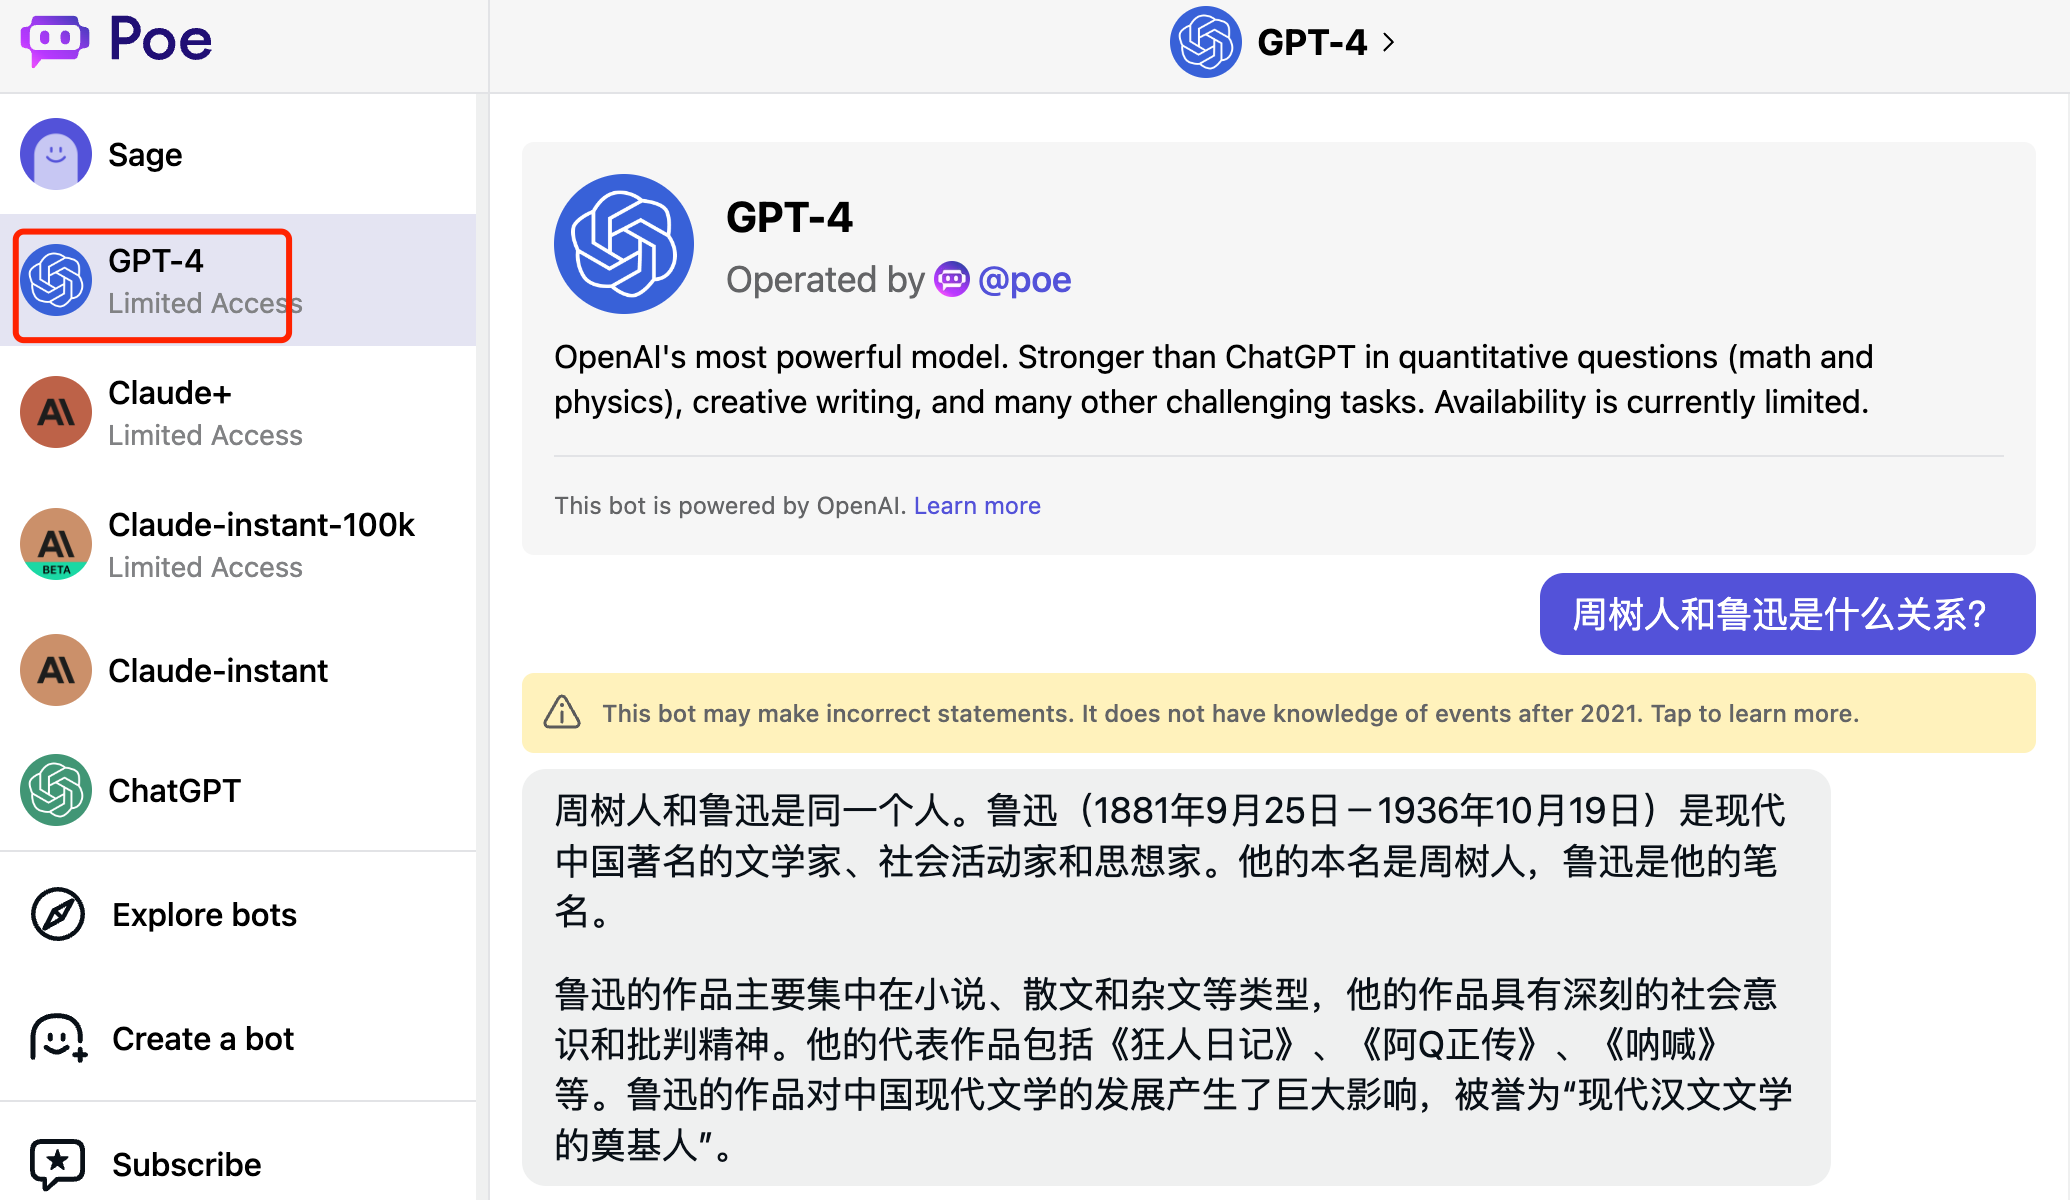 Poe
GPT-4
Sage
GPT-4
Limited Access
Claude+
Limited Access
Claude-instant-100k
Limited Access
BETA
Claude-instant
ChatGPT
Explore bots
Create a bot
Subscribe
GPT-4
Operated by @poe
OpenAI's most powerful model. Stronger than ChatGPT in quantitative questions (math and
physics), creative writing, and many other challenging tasks. Availability is currently limited.
This bot is powered by OpenAI. Learn more
周树人和鲁迅是什么关系?
This bot may make incorrect statements. It does not have knowledge of events after 2021. Tap to learn more.
周树人和鲁迅是同一个人。鲁迅（1881年9月25日－1936年10月19日）是现代
中国著名的文学家、社会活动家和思想家。他的本名是周树人，鲁迅是他的笔
名。
鲁迅的作品主要集中在小说、散文和杂文等类型，他的作品具有深刻的社会意
识和批判精神。他的代表作品包括《狂人日记》、《阿Q正传》、《呐喊》
等。鲁迅的作品对中国现代文学的发展产生了巨大影响，被誉为“现代汉文文学
的奠基人”。